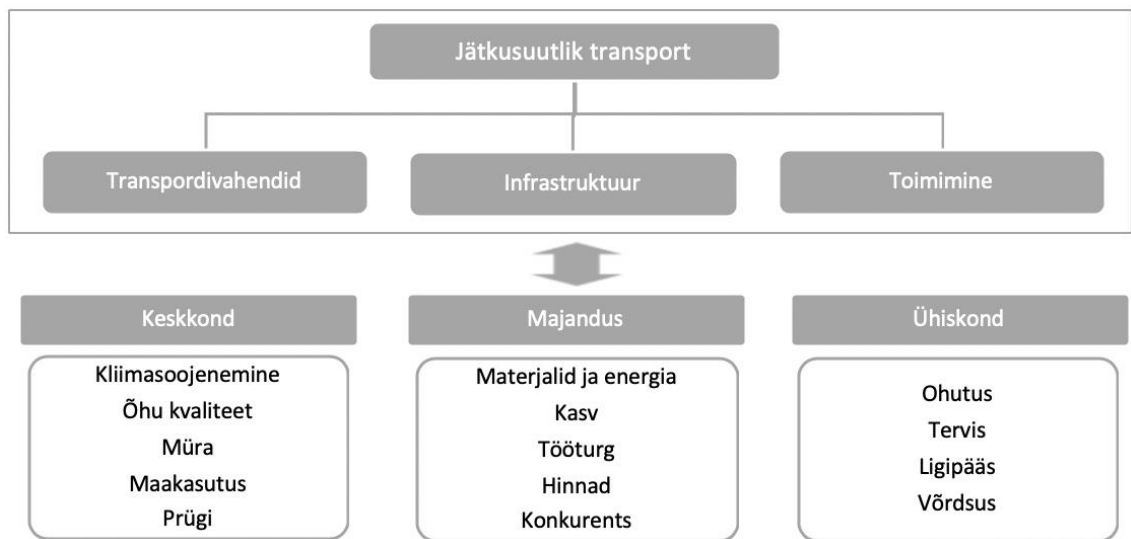 Jätkusuutlik transport
Transpordivahendid
Infrastruktuur
Toimimine
Keskkond
Majandus
Ühiskond
Kliimasoojenemine
Õhu kvaliteet
Müra
Maakasutus
Prügi
Materjalid ja energia
Kasv
Tööturg
Hinnad
Konkurents
Ohutus
Tervis
Ligipääs
Võrdsus